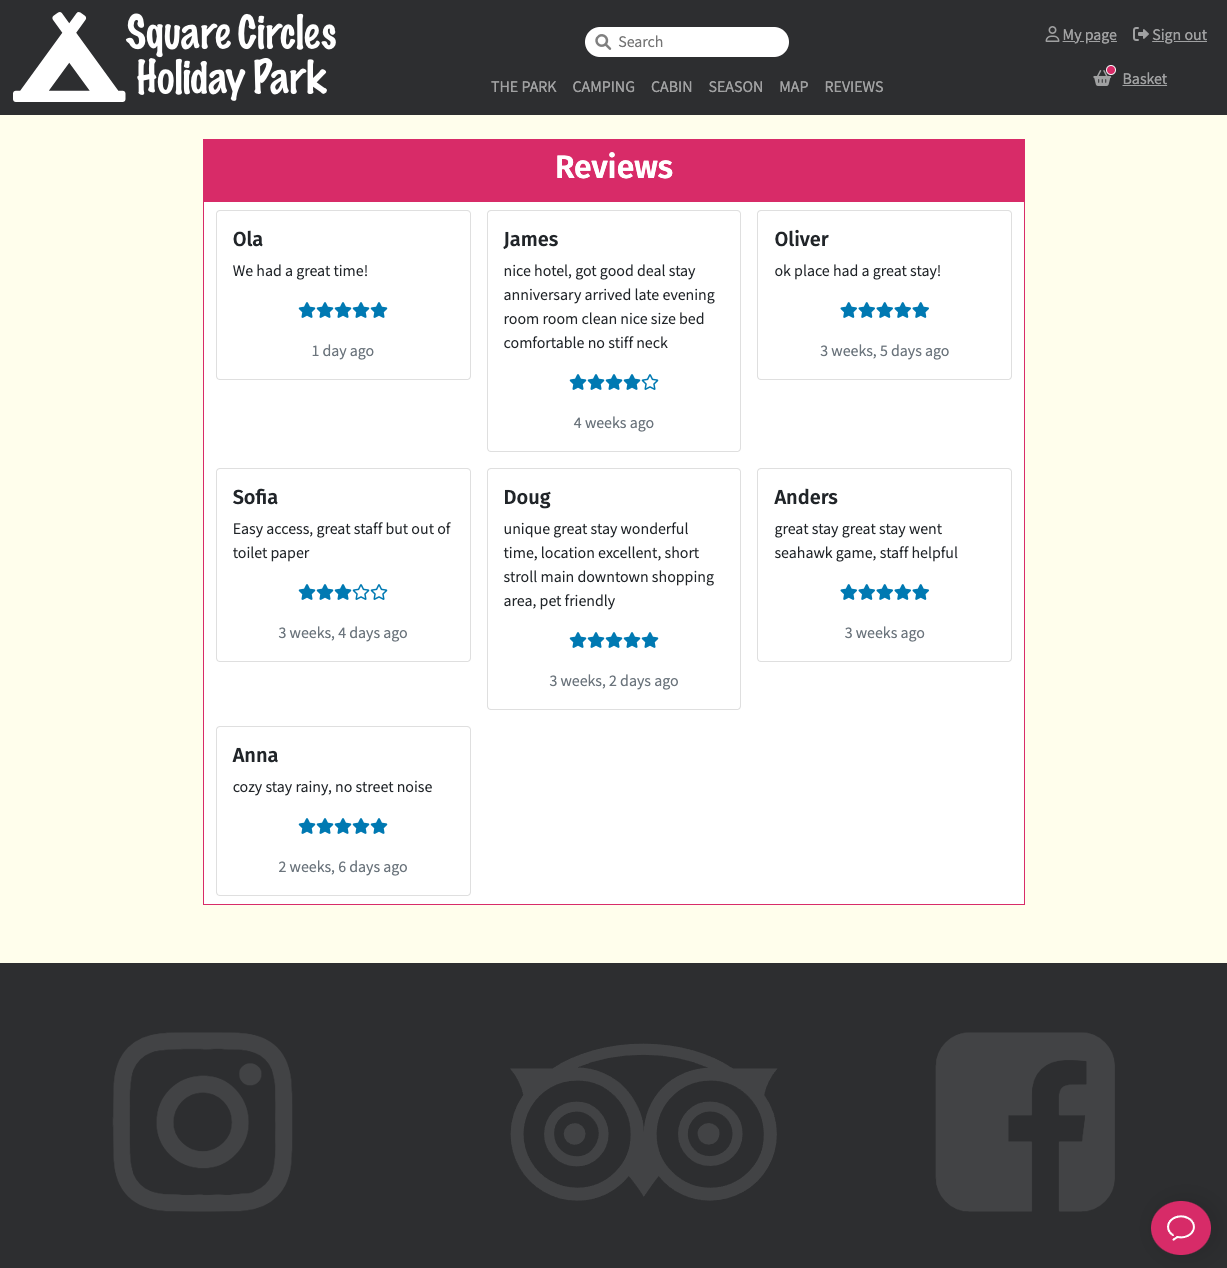 Square Circles
Holiday Park
Search
My page
Sign out
Basket
THE PARK
CAMPING
CABIN
SEASON
MAP
REVIEWS
Reviews
Ola
We had a great time!
1 day ago
James
nice hotel, got good deal stay
anniversary arrived late evening
room room clean nice size bed
comfortable no stiff neck
4 weeks ago
Oliver
ok place had a great stay!
3 weeks, 5 days ago
Sofia
Easy access, great staff but out of
toilet paper
3 weeks, 4 days ago
Doug
unique great stay wonderful
time, location excellent, short
stroll main downtown shopping
area, pet friendly
3 weeks, 2 days ago
Anders
great stay great stay went
seahawk game, staff helpful
3 weeks ago
Anna
cozy stay rainy, no street noise
2 weeks, 6 days ago